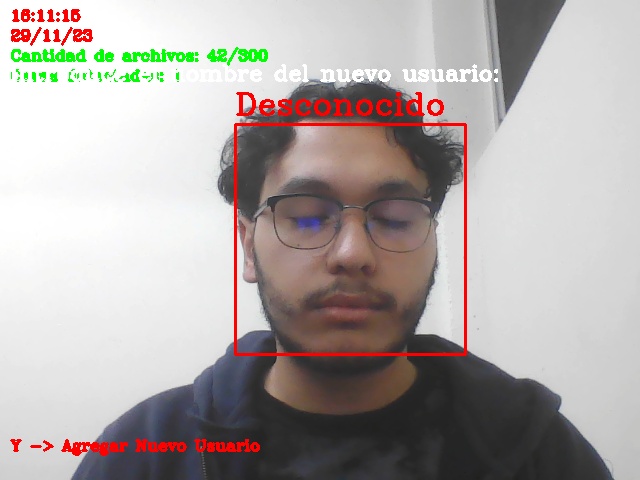 16:11:15
29/11/23
Cantidad de archivos: 42/300
nombre del nuevo usuario:
Desconocido
Y -> Agregar Nuevo Usuario